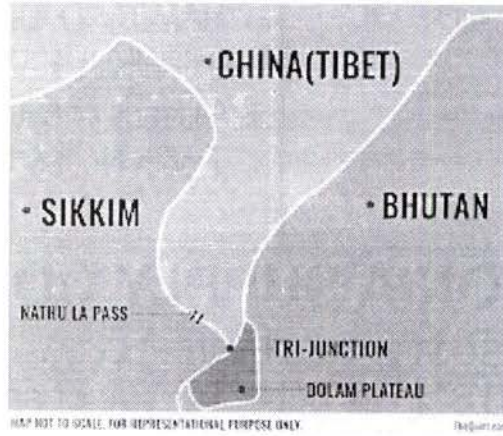 CHINA(TIBET)
SIKKIM
BHUTAN
NATHU LA PASS
TRI-JUNCTION
DOLAM PLATEAU
MAP NOT TO SCALE, FOR REPRESENTATIONAL PURPOSE ONLY.